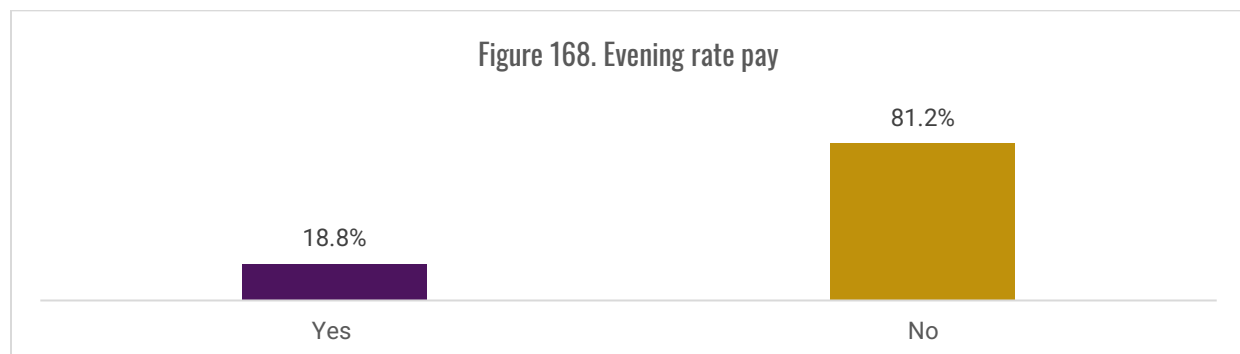 Figure 168. Evening rate pay
81.2%
18.8%
Yes
No